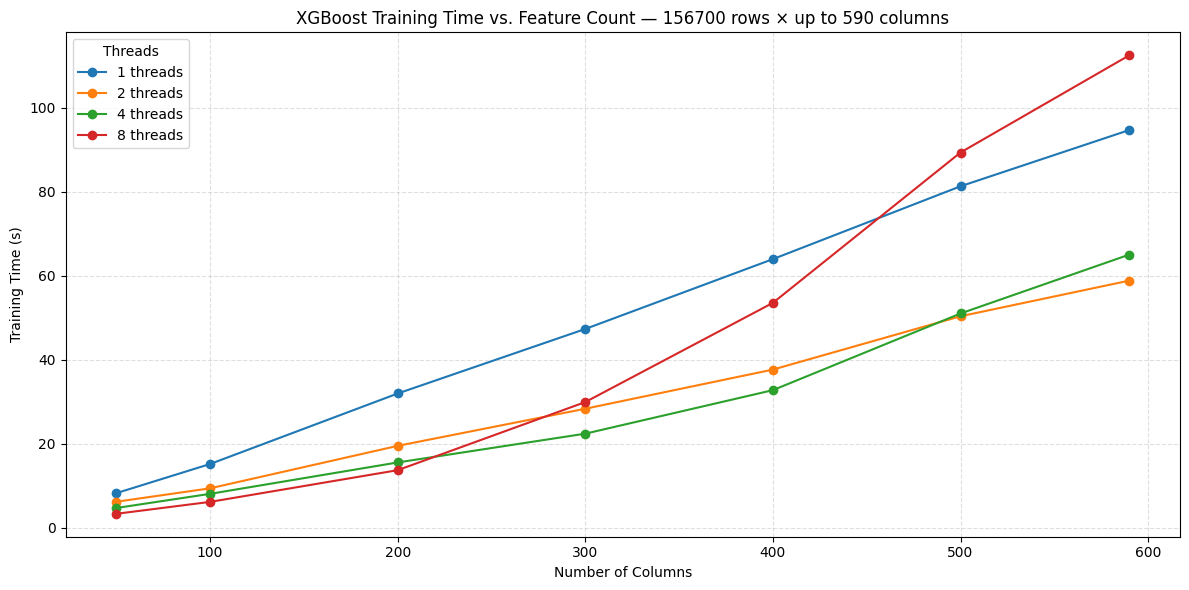 XGBoost Training Time vs. Feature Count — 156700 rows × up to 590 columns
Threads
1 threads
2 threads
4 threads
8 threads
Training Time (s)
100
80
60
40
20
0
100 200 300 400 500 600
Number of Columns